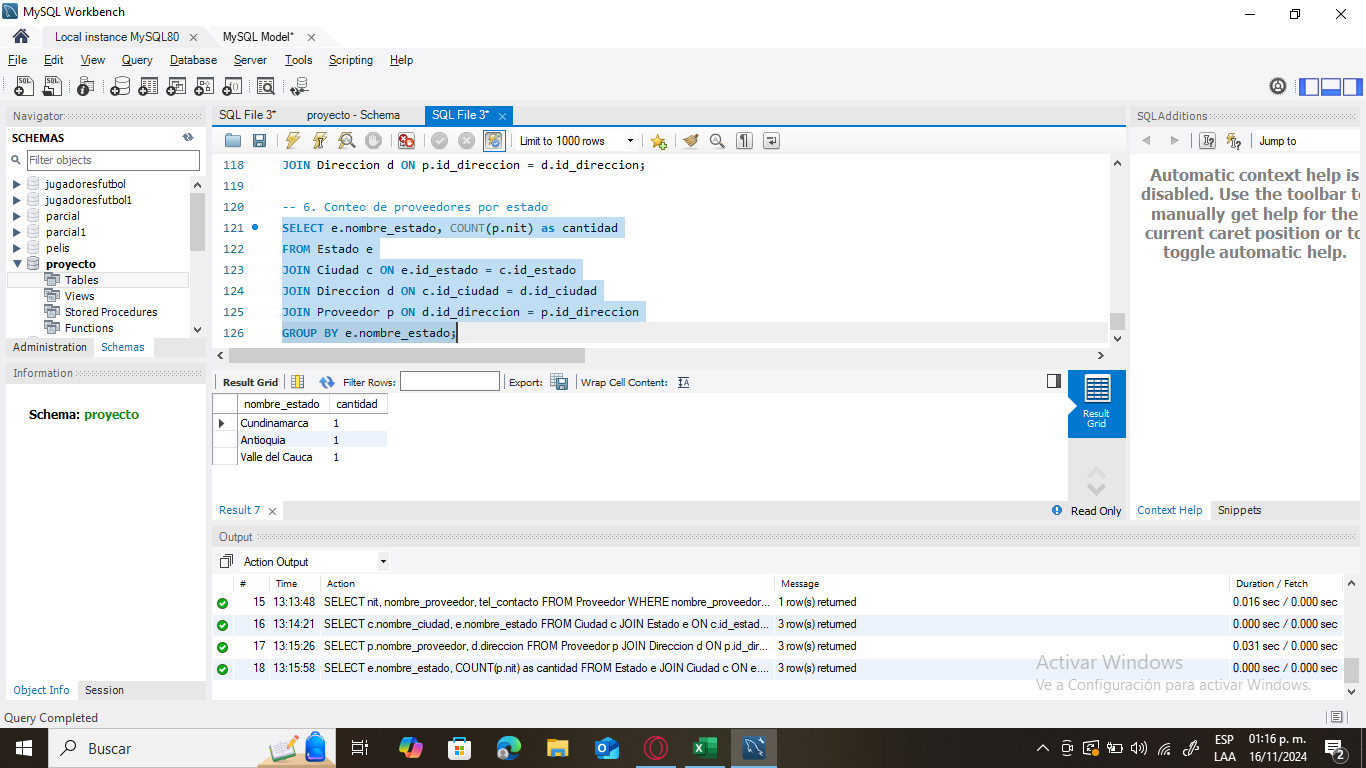 MySQL Workbench
Local instance MySQL80
MySQL Model*
File Edit View Query Database Server Tools Scripting Help
Navigator
SCHEMAS
Filter objects
jugadoresfutbol
jugadoresfutbol1
parcial
parcial1
pelis
proyecto
Tables
Views
Stored Procedures
Functions
Administration Schemas
Information
Schema: proyecto
Object Info Session
SQL File 3* proyecto - Schema SQL File 3*
Limit to 1000 rows
118 JOIN Direccion d ON p.id_direccion = d.id_direccion;
119
120 -- 6. Conteo de proveedores por estado
121 SELECT e.nombre_estado, COUNT(p.nit) as cantidad
122 FROM Estado e
123 JOIN Ciudad c ON e.id_estado = c.id_estado
124 JOIN Direccion d ON c.id_ciudad = d.id_ciudad
125 JOIN Proveedor p ON d.id_direccion = p.id_direccion
126 GROUP BY e.nombre_estado;
Result Grid Filter Rows: Export: Wrap Cell Content:
nombre_estado cantidad
Cundinamarca 1
Antioquia 1
Valle del Cauca 1
Result Grid
Result 7
Read Only
SQLAdditions
Jump to
Automatic context help is
disabled. Use the toolbar to
manually get help for the
current caret position or to
toggle automatic help.
Context Help Snippets
Output
Action Output
# Time Action Message Duration / Fetch
15 13:13:48 SELECT nit, nombre_proveedor, tel_contacto FROM Proveedor WHERE nombre_proveedor... 1 row(s) returned 0.016 sec / 0.000 sec
16 13:14:21 SELECT c.nombre_ciudad, e.nombre_estado FROM Ciudad c JOIN Estado e ON c.id_estad... 3 row(s) returned 0.000 sec / 0.000 sec
17 13:15:26 SELECT p.nombre_proveedor, d.direccion FROM Proveedor p JOIN Direccion d ON p.id_dir... 3 row(s) returned 0.031 sec / 0.000 sec
18 13:15:58 SELECT e.nombre_estado, COUNT(p.nit) as cantidad FROM Estado e JOIN Ciudad c ON e.... 3 row(s) returned 0.000 sec / 0.000 sec
Activar Windows
Ve a Configuración para activar Windows.
Query Completed
Buscar
ESP
LAA
01:16 p. m.
16/11/2024
2